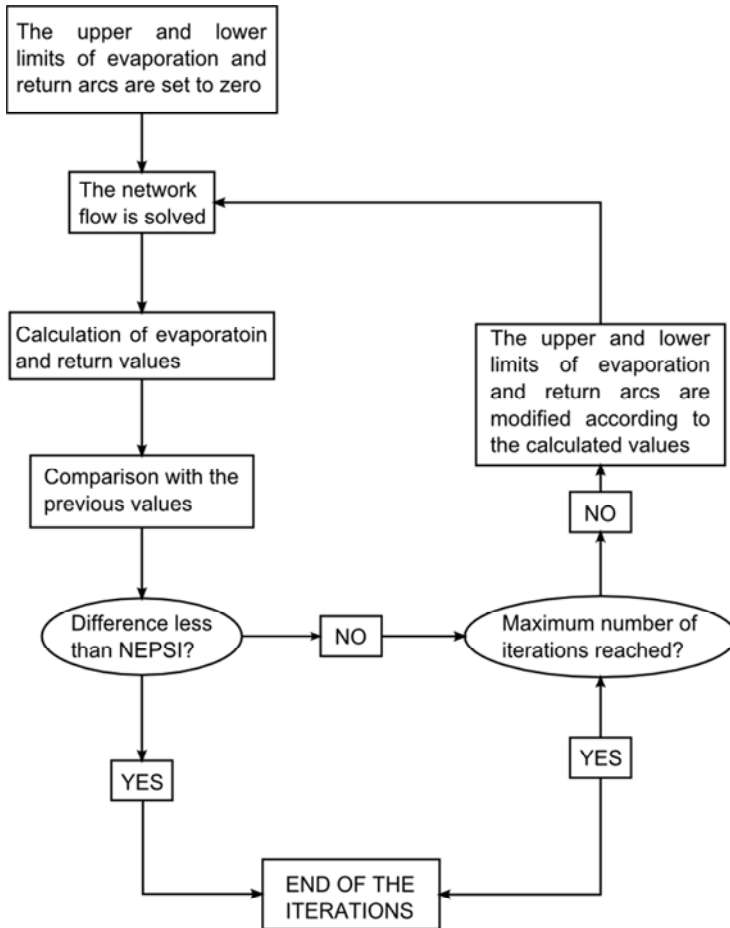 The upper and lower
limits of evaporation and
return arcs are set to zero
The network
flow is solved
Calculation of evaporatoin
and return values
The upper and lower
limits of evaporation
and return arcs are
modified according to
the calculated values
Comparison with the
previous values
NO
Difference less
than NEPSI?
NO
Maximum number of
iterations reached?
YES
YES
END OF THE
ITERATIONS